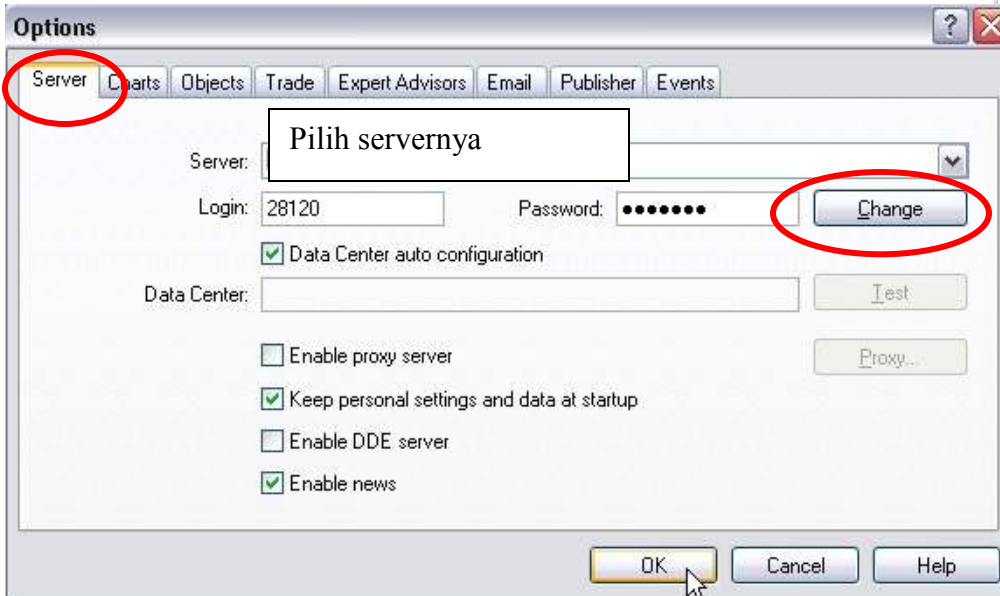 Options
Server Charts Objects Trade Expert Advisors Email Publisher Events
Pilih servernya
Server:
Login: 28120 Password: ●●●●●●● Change
Data Center auto configuration
Data Center: Test
Enable proxy server Proxy...
Keep personal settings and data at startup
Enable DDE server
Enable news
OK Cancel Help